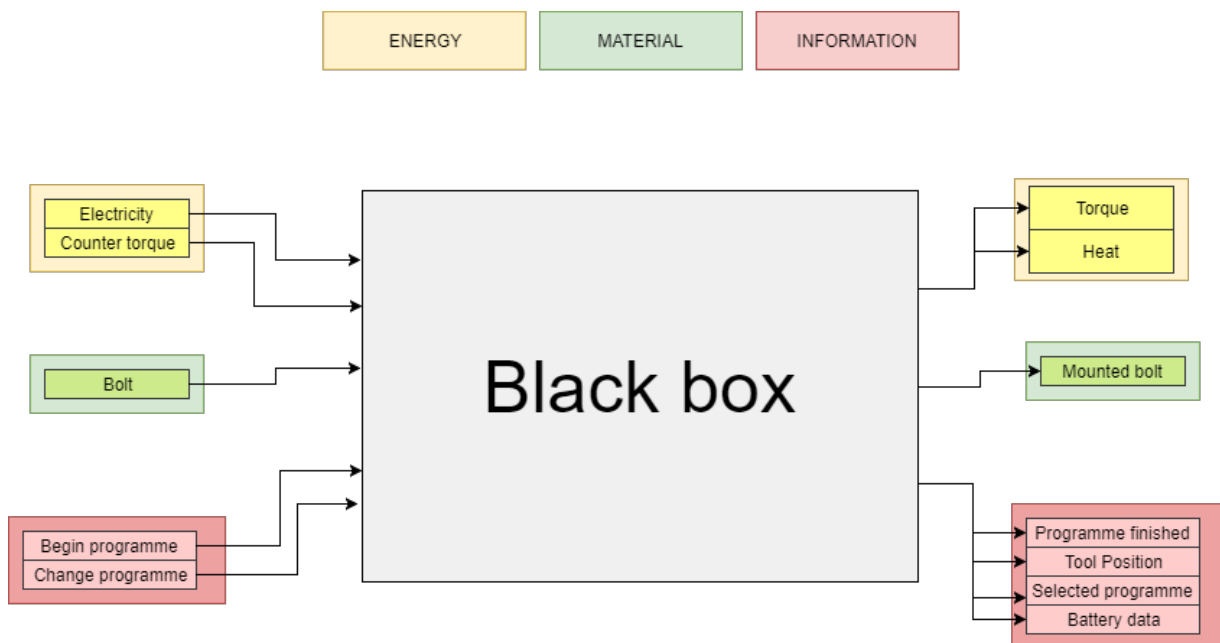 ENERGY
MATERIAL
INFORMATION
Electricity
Counter torque
Bolt
Begin programme
Change programme
Black box
Torque
Heat
Mounted bolt
Programme finished
Tool Position
Selected programme
Battery data